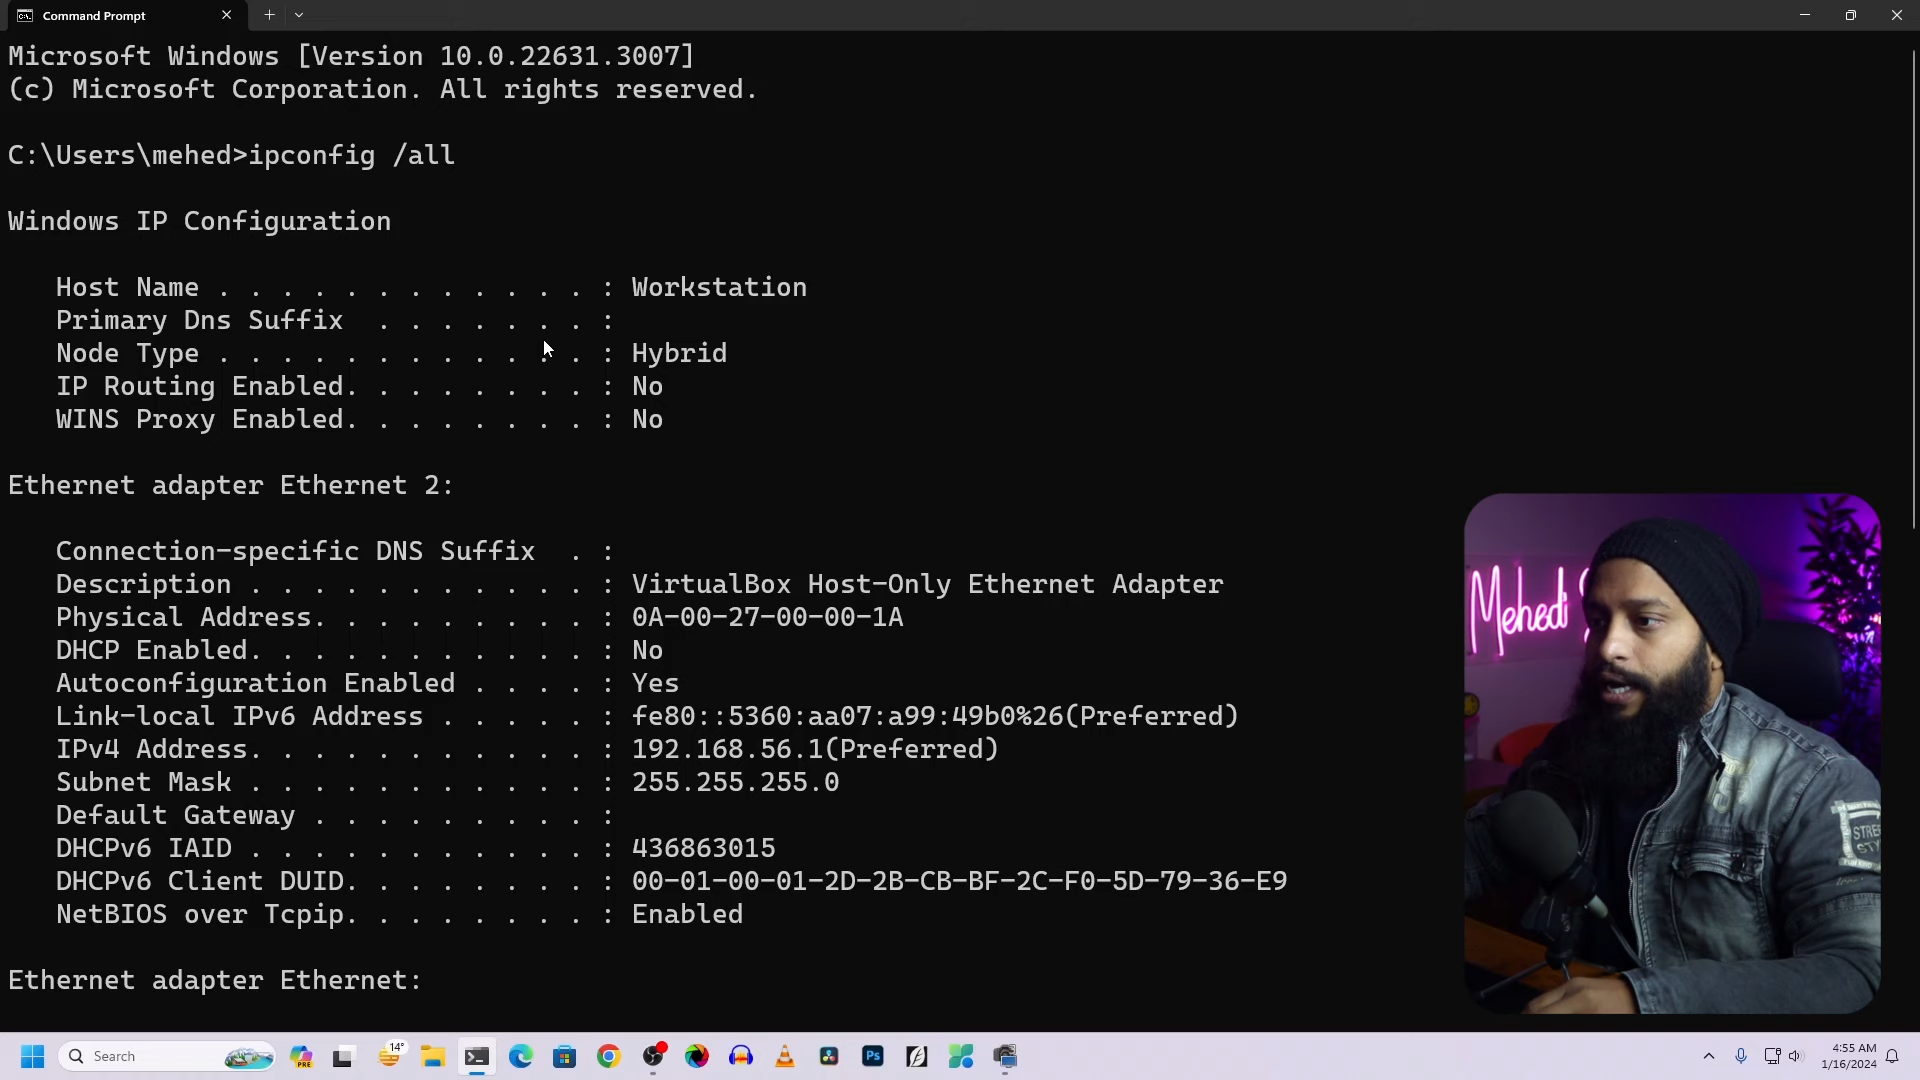 Command Prompt
Microsoft Windows [Version 10.0.22631.3007]
(c) Microsoft Corporation. All rights reserved.
C:\Users\mehed>ipconfig /all
Windows IP Configuration
Host Name . . . . . . . . . . . . : Workstation
Primary Dns Suffix  . . . . . . . :
Node Type . . . . . . . . . . . . : Hybrid
IP Routing Enabled. . . . . . . . : No
WINS Proxy Enabled. . . . . . . . : No
Ethernet adapter Ethernet 2:
Connection-specific DNS Suffix  . :
Description . . . . . . . . . . . : VirtualBox Host-Only Ethernet Adapter
Physical Address. . . . . . . . . : 0A-00-27-00-00-1A
DHCP Enabled. . . . . . . . . . . : No
Autoconfiguration Enabled . . . . : Yes
Link-local IPv6 Address . . . . . : fe80::5360:aa07:a99:49b0%26(Preferred)
IPv4 Address. . . . . . . . . . . : 192.168.56.1(Preferred)
Subnet Mask . . . . . . . . . . . : 255.255.255.0
Default Gateway . . . . . . . . . :
DHCPv6 IAID . . . . . . . . . . . : 436863015
DHCPv6 Client DUID. . . . . . . . : 00-01-00-01-2D-2B-CB-BF-2C-F0-5D-79-36-E9
NetBIOS over Tcpip. . . . . . . . : Enabled
Ethernet adapter Ethernet:
Mehedi
Search
PRE
14°
Ps
4:55 AM
1/16/2024